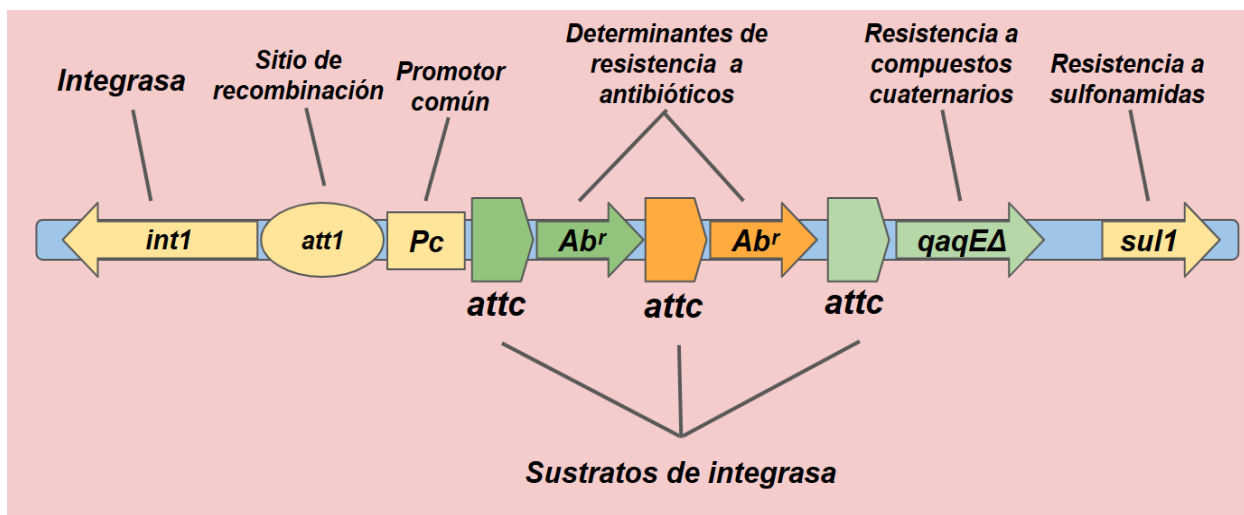 Integrasa
Sitio de
recombinación
Promotor
común
Determinantes de
resistencia a
antibióticos
Resistencia a
compuestos
cuaternarios
Resistencia a
sulfonamidas
int1
att1
Pc
Abʳ
Abʳ
qaqEΔ
sul1
attc
attc
attc
Sustratos de integrasa